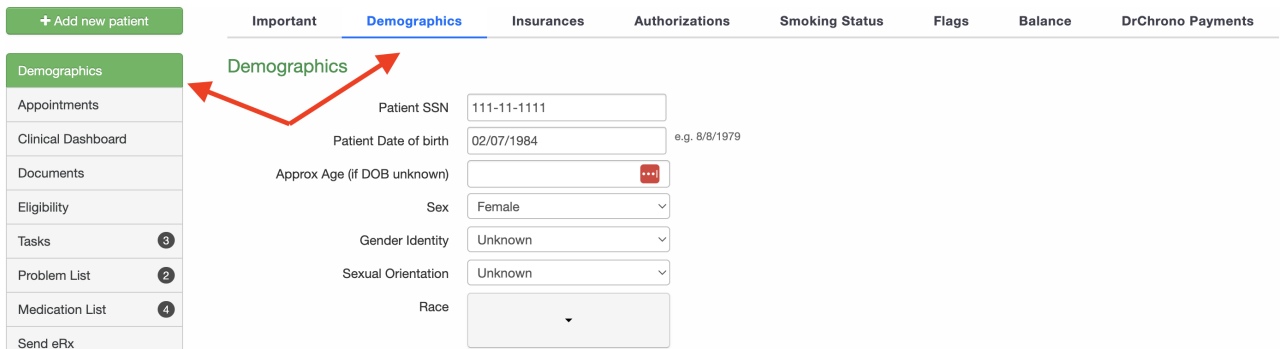 + Add new patient
Important Demographics Insurances Authorizations Smoking Status Flags Balance DrChrono Payments
Demographics
Appointments
Clinical Dashboard
Documents
Eligibility
Tasks 3
Problem List 2
Medication List 4
Send eRx
Demographics
Patient SSN 111-11-1111
Patient Date of birth 02/07/1984 e.g. 8/8/1979
Approx Age (if DOB unknown)
Sex Female
Gender Identity Unknown
Sexual Orientation Unknown
Race